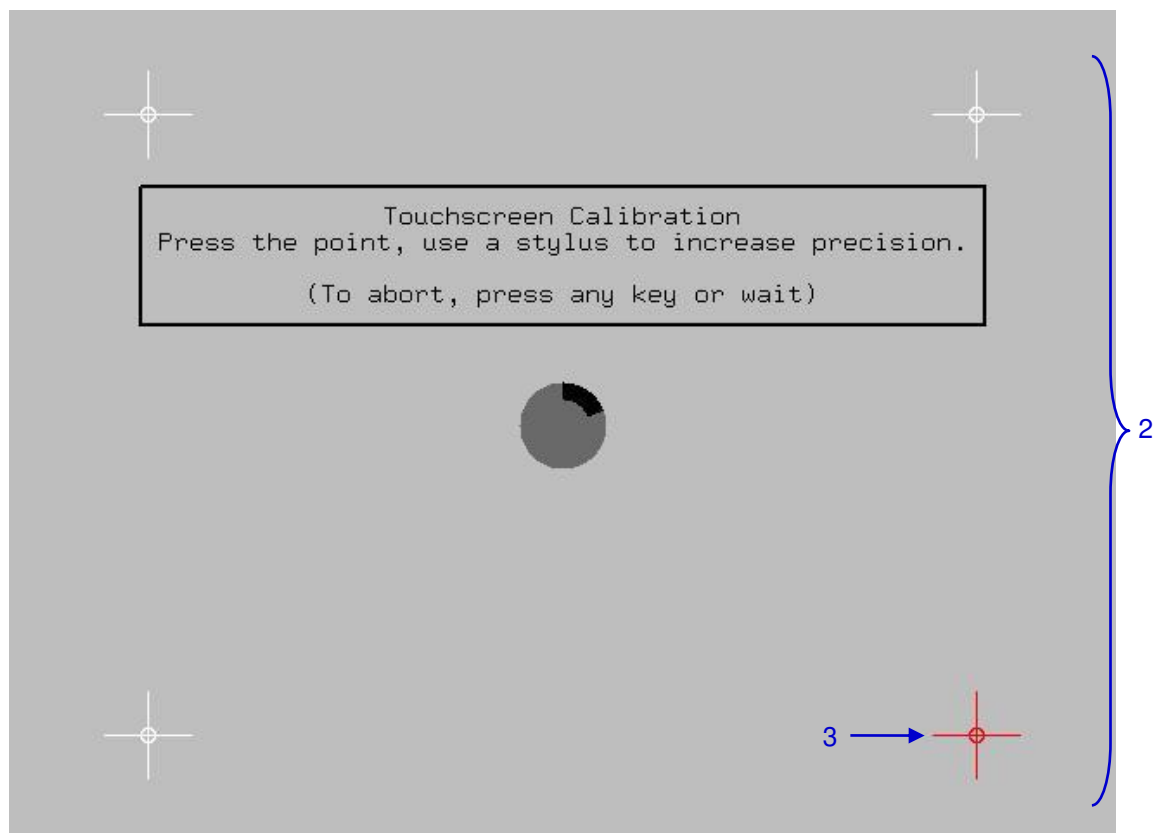 Touchscreen Calibration
Press the point, use a stylus to increase precision.
(To abort, press any key or wait)
2
3